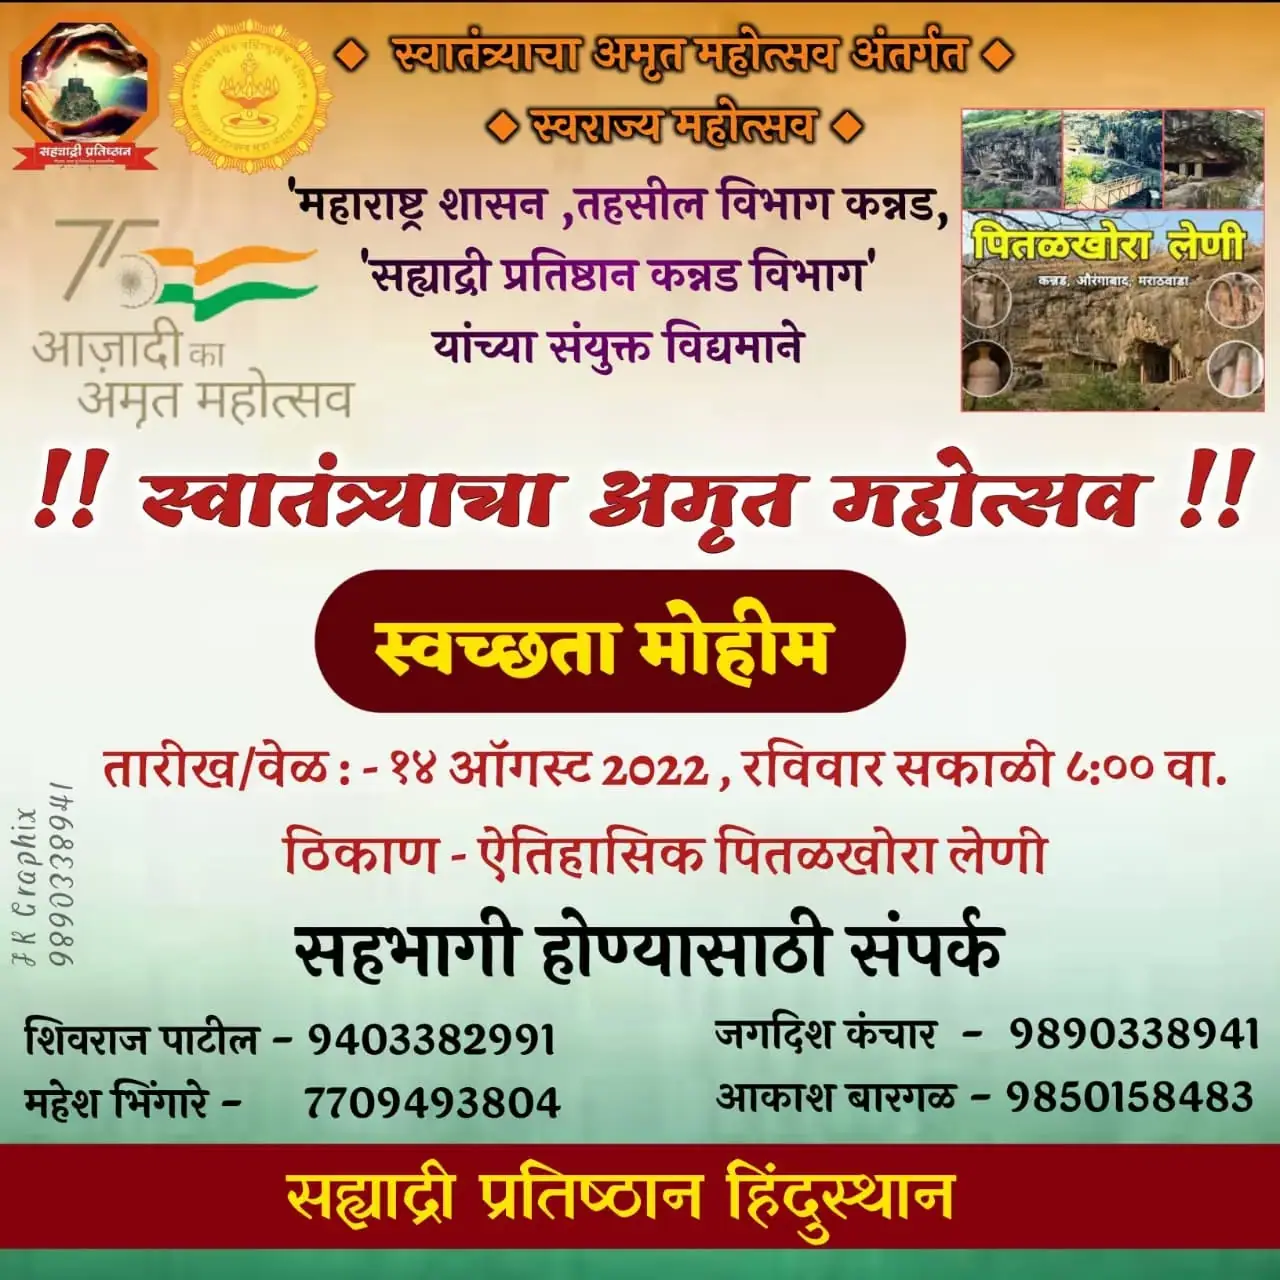 ◆ स्वातंत्र्याचा अमृत महोत्सव अंतर्गत ◆
◆ स्वराज्य महोत्सव ◆
सह्याद्री प्रतिष्ठान
'महाराष्ट्र शासन ,तहसील विभाग कन्नड,
'सह्याद्री प्रतिष्ठान कन्नड विभाग'
यांच्या संयुक्त विद्यमाने
75
आज़ादी का
अमृत महोत्सव
पितळखोरा लेणी
कन्नड, औरंगाबाद, मराठवाडा
!! स्वातंत्र्याचा अमृत महोत्सव !!
स्वच्छता मोहीम
तारीख/वेळ : - १४ ऑगस्ट 2022 , रविवार सकाळी ८:०० वा.
ठिकाण - ऐतिहासिक पितळखोरा लेणी
सहभागी होण्यासाठी संपर्क
शिवराज पाटील - 9403382991
जगदिश कंचार - 9890338941
महेश भिंगारे - 7709493804
आकाश बारगळ - 9850158483
J K Graphix
9890338941
सह्याद्री प्रतिष्ठान हिंदुस्थान